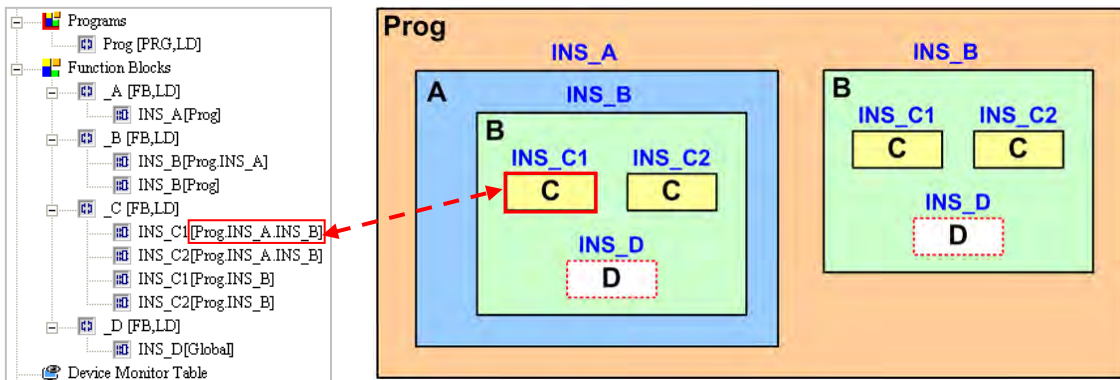 Programs
Prog [PRG,LD]
Function Blocks
_A [FB,LD]
INS_A[Prog]
_B [FB,LD]
INS_B[Prog.INS_A]
INS_B[Prog]
_C [FB,LD]
INS_C1[Prog.INS_A.INS_B]
INS_C2[Prog.INS_A.INS_B]
INS_C1[Prog.INS_B]
INS_C2[Prog.INS_B]
_D [FB,LD]
INS_D[Global]
Device Monitor Table
Prog
INS_A
A
INS_B
B
INS_C1 INS_C2
C C
INS_D
D
INS_B
B
INS_C1 INS_C2
C C
INS_D
D